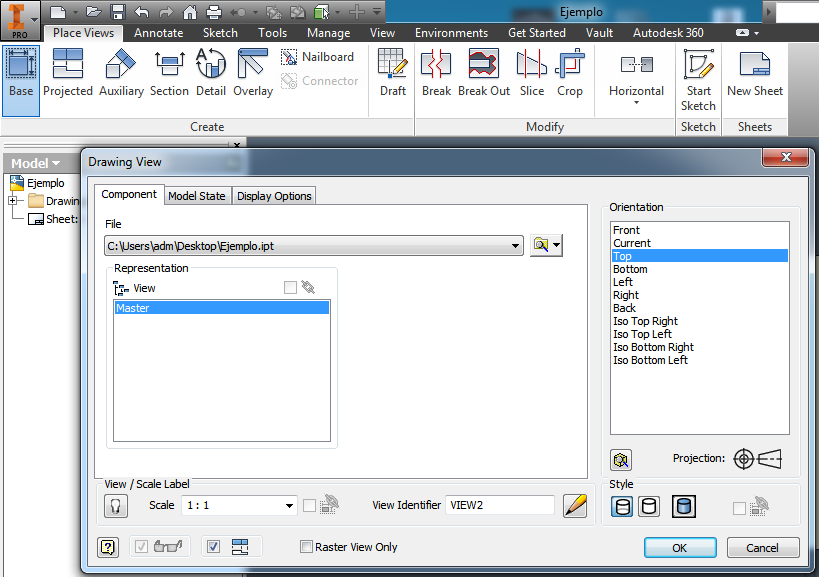 Ejemplo
PRO
Place Views Annotate Sketch Tools Manage View Environments Get Started Vault Autodesk 360
Base Projected Auxiliary Section Detail Overlay
Nailboard
Connector
Draft Break Break Out Slice Crop Horizontal
Start Sketch
New Sheet
Create Modify Sketch Sheets
Model
Ejemplo
Drawin
Sheet:
Drawing View
Component Model State Display Options
File
C:\Users\adm\Desktop\Ejemplo.ipt
Representation
View
Master
Orientation
Front
Current
Top
Bottom
Left
Right
Back
Iso Top Right
Iso Top Left
Iso Bottom Right
Iso Bottom Left
Projection:
View / Scale Label
Scale 1 : 1
View Identifier VIEW2
Style
Raster View Only
OK Cancel